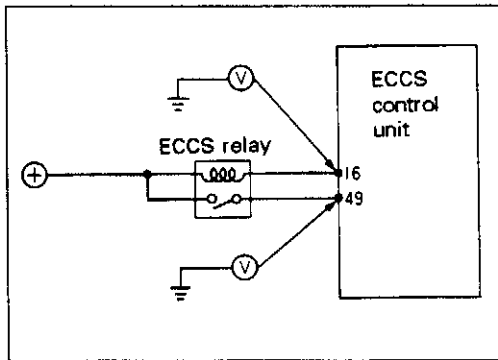 V
ECCS
control
unit
ECCS relay
+
16
49
V